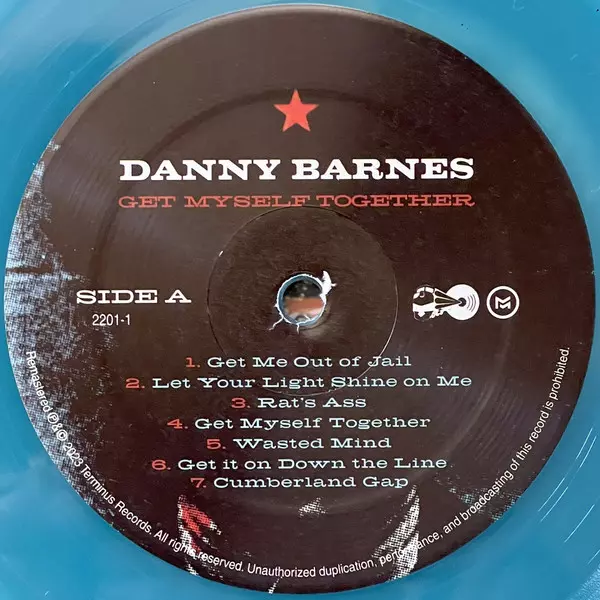 DANNY BARNES
GET MYSELF TOGETHER
SIDE A
2201-1
1. Get Me Out of Jail
2. Let Your Light Shine on Me
3. Rat's Ass
4. Get Myself Together
5. Wasted Mind
6. Get it on Down the Line
7. Cumberland Gap
Remastered ℗&© 2023 Terminus Records. All rights reserved. Unauthorized duplication, performance, and broadcasting of this record is prohibited.